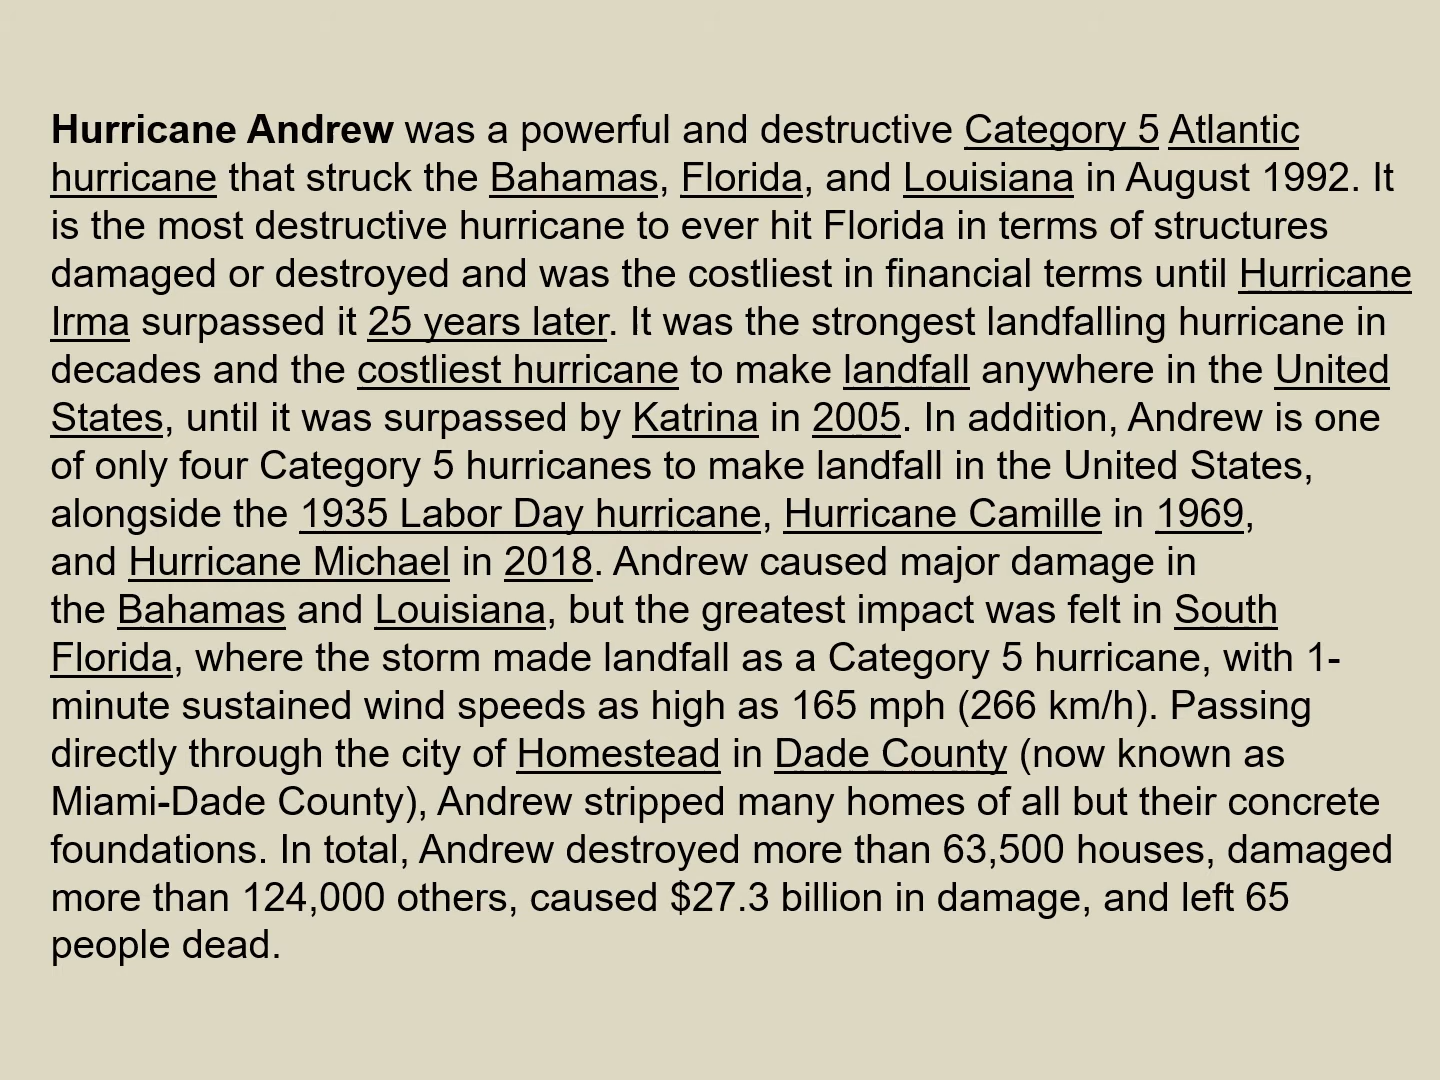 Hurricane Andrew was a powerful and destructive Category 5 Atlantic
hurricane that struck the Bahamas, Florida, and Louisiana in August 1992. It
is the most destructive hurricane to ever hit Florida in terms of structures
damaged or destroyed and was the costliest in financial terms until Hurricane
Irma surpassed it 25 years later. It was the strongest landfalling hurricane in
decades and the costliest hurricane to make landfall anywhere in the United
States, until it was surpassed by Katrina in 2005. In addition, Andrew is one
of only four Category 5 hurricanes to make landfall in the United States,
alongside the 1935 Labor Day hurricane, Hurricane Camille in 1969,
and Hurricane Michael in 2018. Andrew caused major damage in
the Bahamas and Louisiana, but the greatest impact was felt in South
Florida, where the storm made landfall as a Category 5 hurricane, with 1-
minute sustained wind speeds as high as 165 mph (266 km/h). Passing
directly through the city of Homestead in Dade County (now known as
Miami-Dade County), Andrew stripped many homes of all but their concrete
foundations. In total, Andrew destroyed more than 63,500 houses, damaged
more than 124,000 others, caused $27.3 billion in damage, and left 65
people dead.